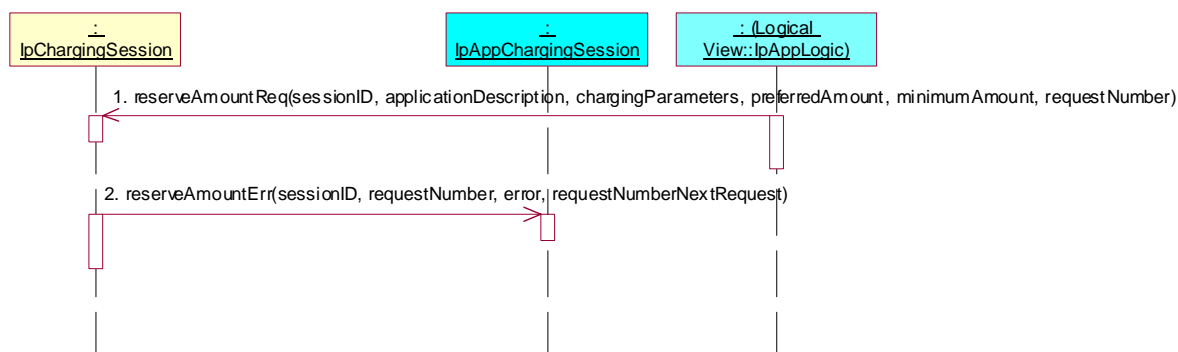 :
IpChargingSession
:
IpAppChargingSession
: (Logical
View::IpAppLogic)
1. reserveAmountReq(sessionID, applicationDescription, chargingParameters, preferredAmount, minimumAmount, requestNumber)
2. reserveAmountErr(sessionID, requestNumber, error, requestNumberNextRequest)